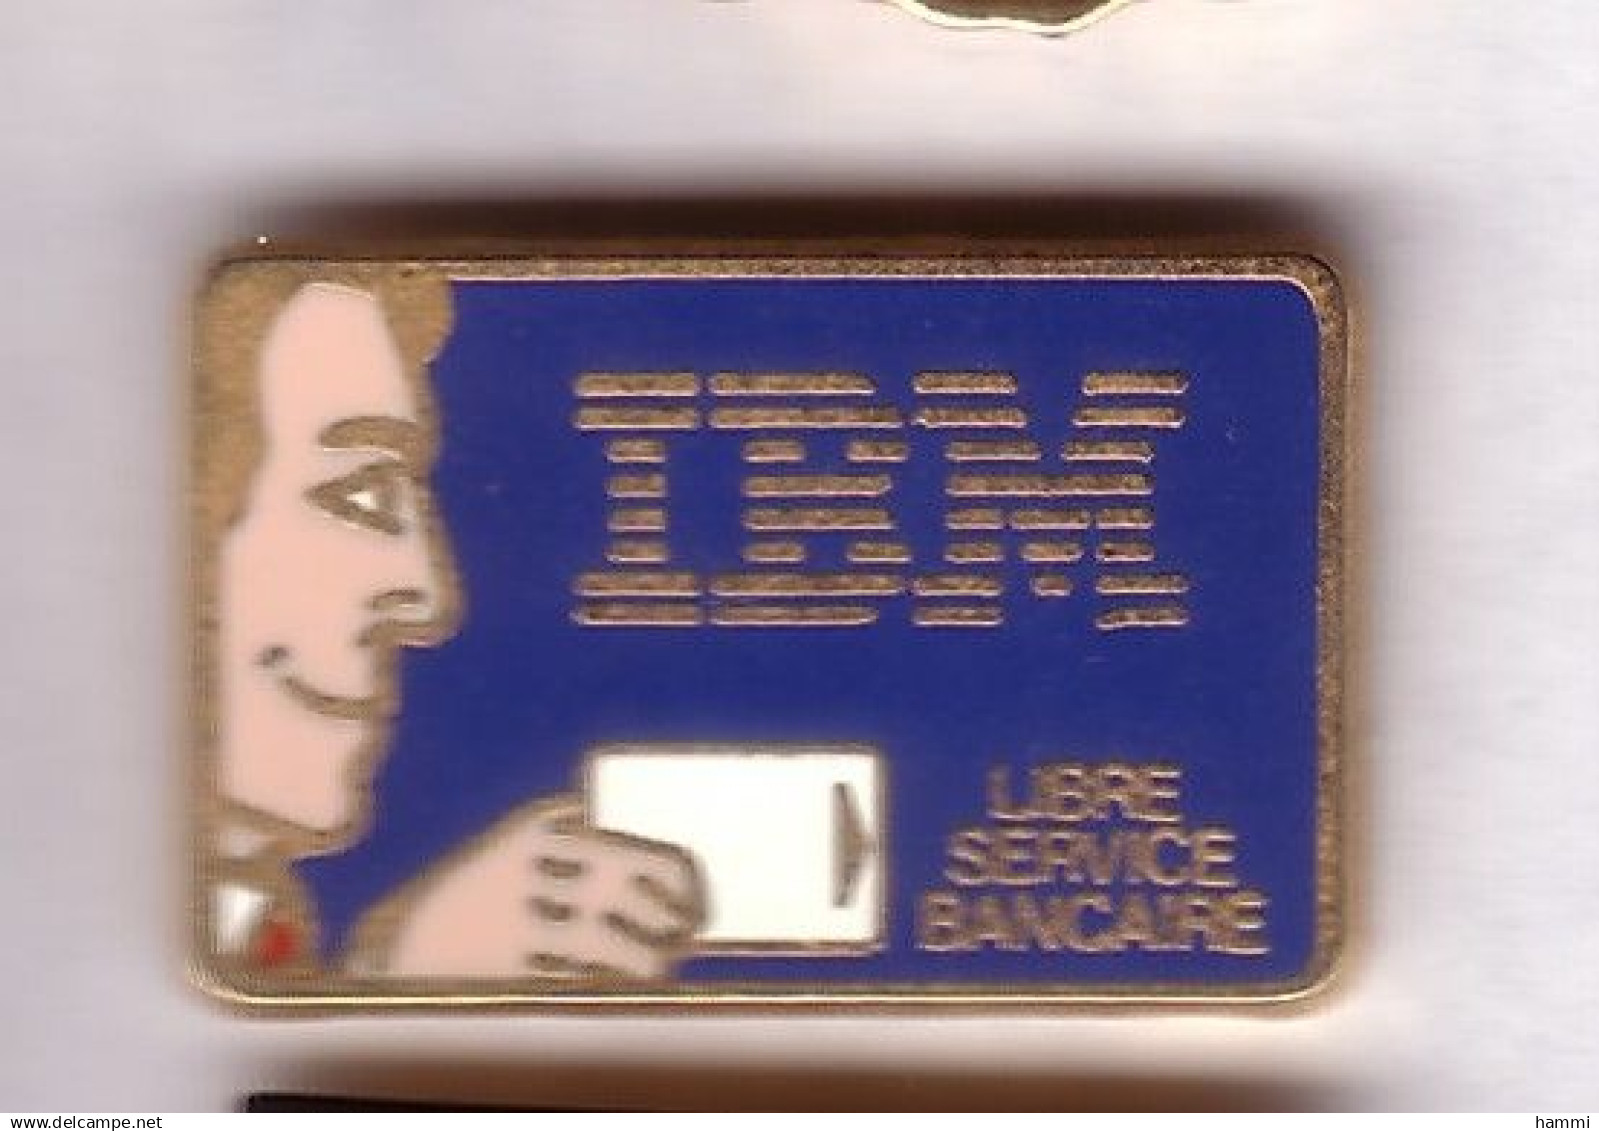 IBM
LIBRE
SERVICE
BANCAIRE
www.delcampe.net
hammi